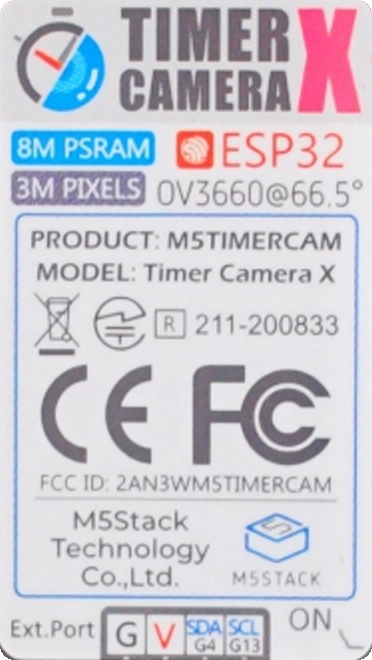 TIMER X
CAMERA
8M PSRAM ESP32
3M PIXELS OV3660@66.5°
PRODUCT: M5TIMERCAM
MODEL: Timer Camera X
R 211-200833
CE FC
FCC ID: 2AN3WM5TIMERCAM
M5Stack
Technology
Co.,Ltd.
M5STACK
Ext.Port G V SDA G4 SCL G13 ON